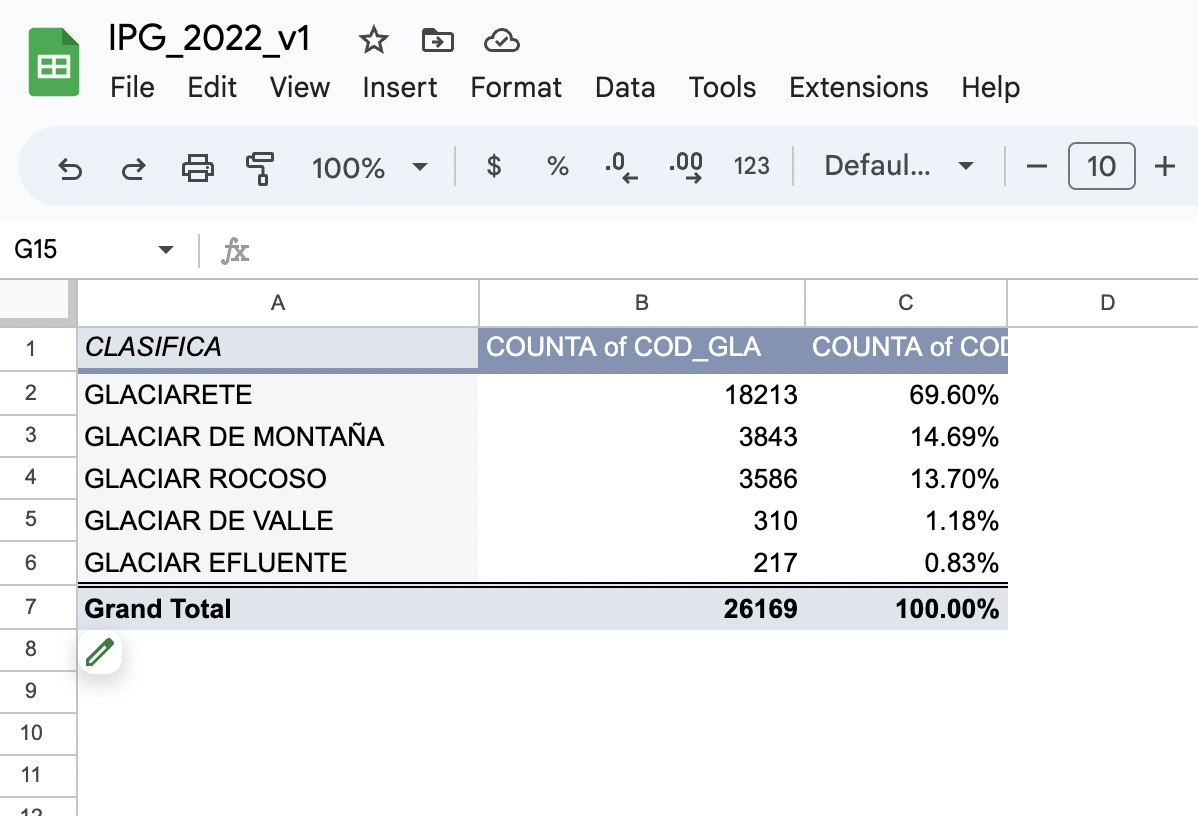 IPG_2022_v1
File Edit View Insert Format Data Tools Extensions Help
100% $ % .0 .00 123 Defaul... − 10 +
G15 fx
A B C D
1 CLASIFICA COUNTA of COD_GLA COUNTA of COD
2 GLACIARETE 18213 69.60%
3 GLACIAR DE MONTAÑA 3843 14.69%
4 GLACIAR ROCOSO 3586 13.70%
5 GLACIAR DE VALLE 310 1.18%
6 GLACIAR EFLUENTE 217 0.83%
7 Grand Total 26169 100.00%
8
9
10
11
12